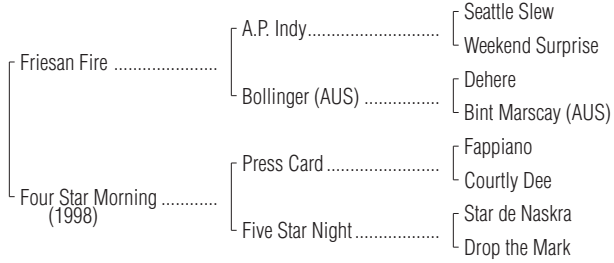 Seattle Slew
A.P. Indy..............................
Weekend Surprise
Friesan Fire .......................
Dehere
Bollinger (AUS) .................
Bint Marscay (AUS)
Fappiano
Press Card .........................
Courtly Dee
Four Star Morning ............
(1998)
Star de Naskra
Five Star Night...................
Drop the Mark